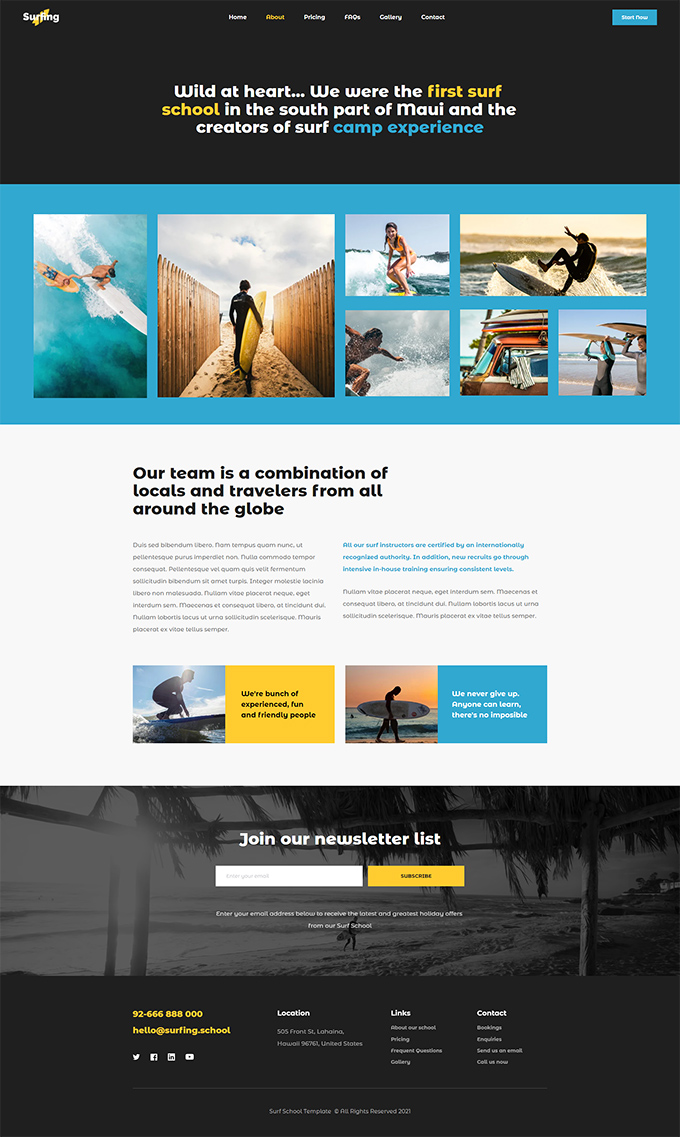 Surfing
Home About Pricing FAQs Gallery Contact
Start Now
Wild at heart... We were the first surf
school in the south part of Maui and the
creators of surf camp experience
Our team is a combination of
locals and travelers from all
around the globe
Duis sed bibendum libero. Nam tempus quam nunc, ut
pellentesque purus imperdiet non. Nulla commodo tempor
consequat. Pellentesque vel quam quis velit fermentum
sollicitudin bibendum sit amet turpis. Integer molestie lacinia
libero non malesuada. Nullam vitae placerat neque, eget
interdum sem. Maecenas et consequat libero, at tincidunt dui.
Nullam lobortis lacus ut urna sollicitudin scelerisque. Mauris
placerat ex vitae tellus semper.
All our surf instructors are certified by an internationally
recognized authority. In addition, new recruits go through
intensive in-house training ensuring consistent levels.
Nullam vitae placerat neque, eget interdum sem. Maecenas et
consequat libero, at tincidunt dui. Nullam lobortis lacus ut urna
sollicitudin scelerisque. Mauris placerat ex vitae tellus semper.
We're bunch of
experienced, fun
and friendly people
We never give up.
Anyone can learn,
there's no imposible
Join our newsletter list
Enter your email
SUBSCRIBE
Enter your email address below to receive the latest and greatest holiday offers
from our Surf School
92-666 888 000
hello@surfing.school
Location
505 Front St, Lahaina,
Hawaii 96761, United States
Links
About our school
Pricing
Frequent Questions
Gallery
Contact
Bookings
Enquiries
Send us an email
Call us now
Surf School Template © All Rights Reserved 2021